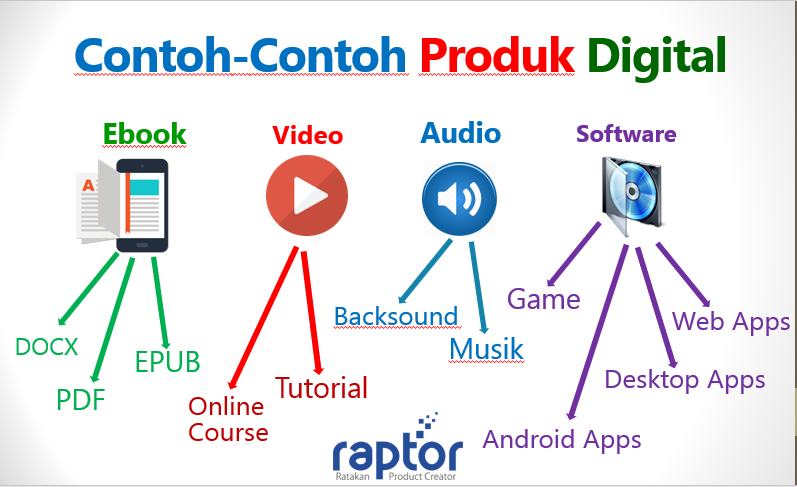 Contoh-Contoh Produk Digital
Ebook
Video
Audio
Software
A
DOCX
PDF
EPUB
Online
Course
Tutorial
Backsound
Musik
Game
Android Apps
Desktop Apps
Web Apps
raptor
Ratakan Product Creator